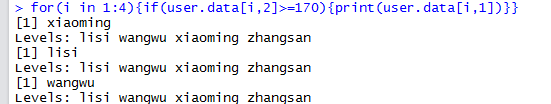 > for(i in 1:4){if(user.data[i,2]>=170){print(user.data[i,1])}}
[1] xiaoming
Levels: lisi wangwu xiaoming zhangsan
[1] lisi
Levels: lisi wangwu xiaoming zhangsan
[1] wangwu
Levels: lisi wangwu xiaoming zhangsan